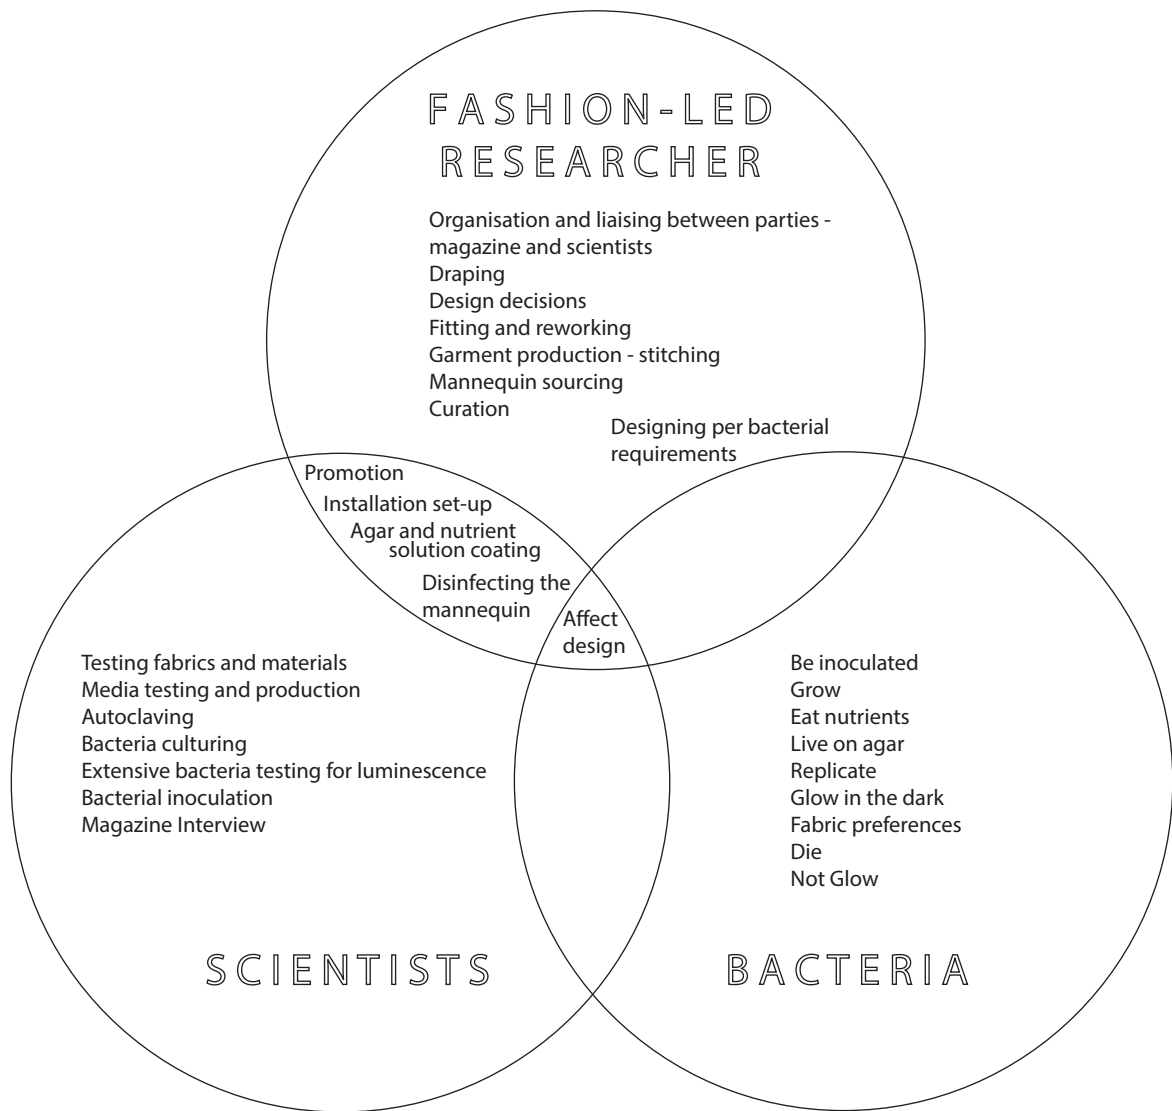 FASHION-LED
RESEARCHER
Organisation and liaising between parties -
magazine and scientists
Draping
Design decisions
Fitting and reworking
Garment production - stitching
Mannequin sourcing
Curation
Designing per bacterial
requirements
Promotion
Installation set-up
Agar and nutrient
solution coating
Disinfecting the
mannequin
Affect
design
Testing fabrics and materials
Media testing and production
Autoclaving
Bacteria culturing
Extensive bacteria testing for luminescence
Bacterial inoculation
Magazine Interview
SCIENTISTS
Be inoculated
Grow
Eat nutrients
Live on agar
Replicate
Glow in the dark
Fabric preferences
Die
Not Glow
BACTERIA